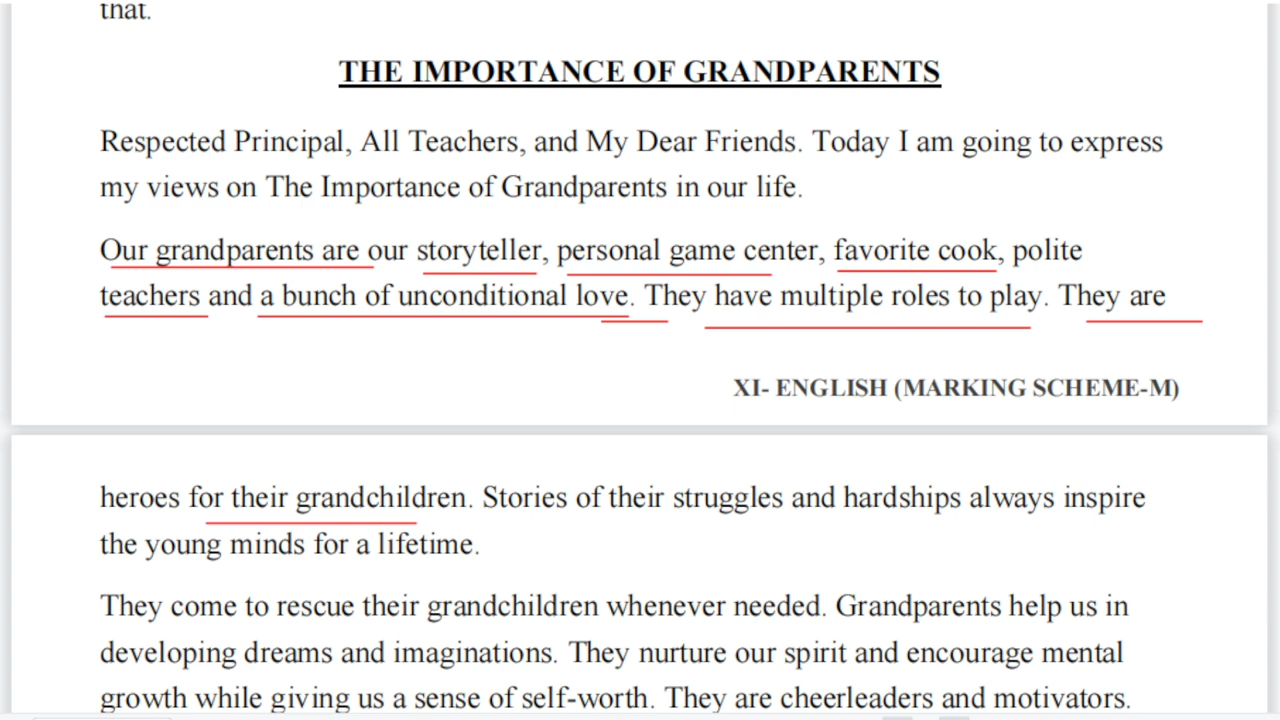 that.
THE IMPORTANCE OF GRANDPARENTS
Respected Principal, All Teachers, and My Dear Friends. Today I am going to express
my views on The Importance of Grandparents in our life.
Our grandparents are our storyteller, personal game center, favorite cook, polite
teachers and a bunch of unconditional love. They have multiple roles to play. They are
XI- ENGLISH (MARKING SCHEME-M)
heroes for their grandchildren. Stories of their struggles and hardships always inspire
the young minds for a lifetime.
They come to rescue their grandchildren whenever needed. Grandparents help us in
developing dreams and imaginations. They nurture our spirit and encourage mental
growth while giving us a sense of self-worth. They are cheerleaders and motivators.